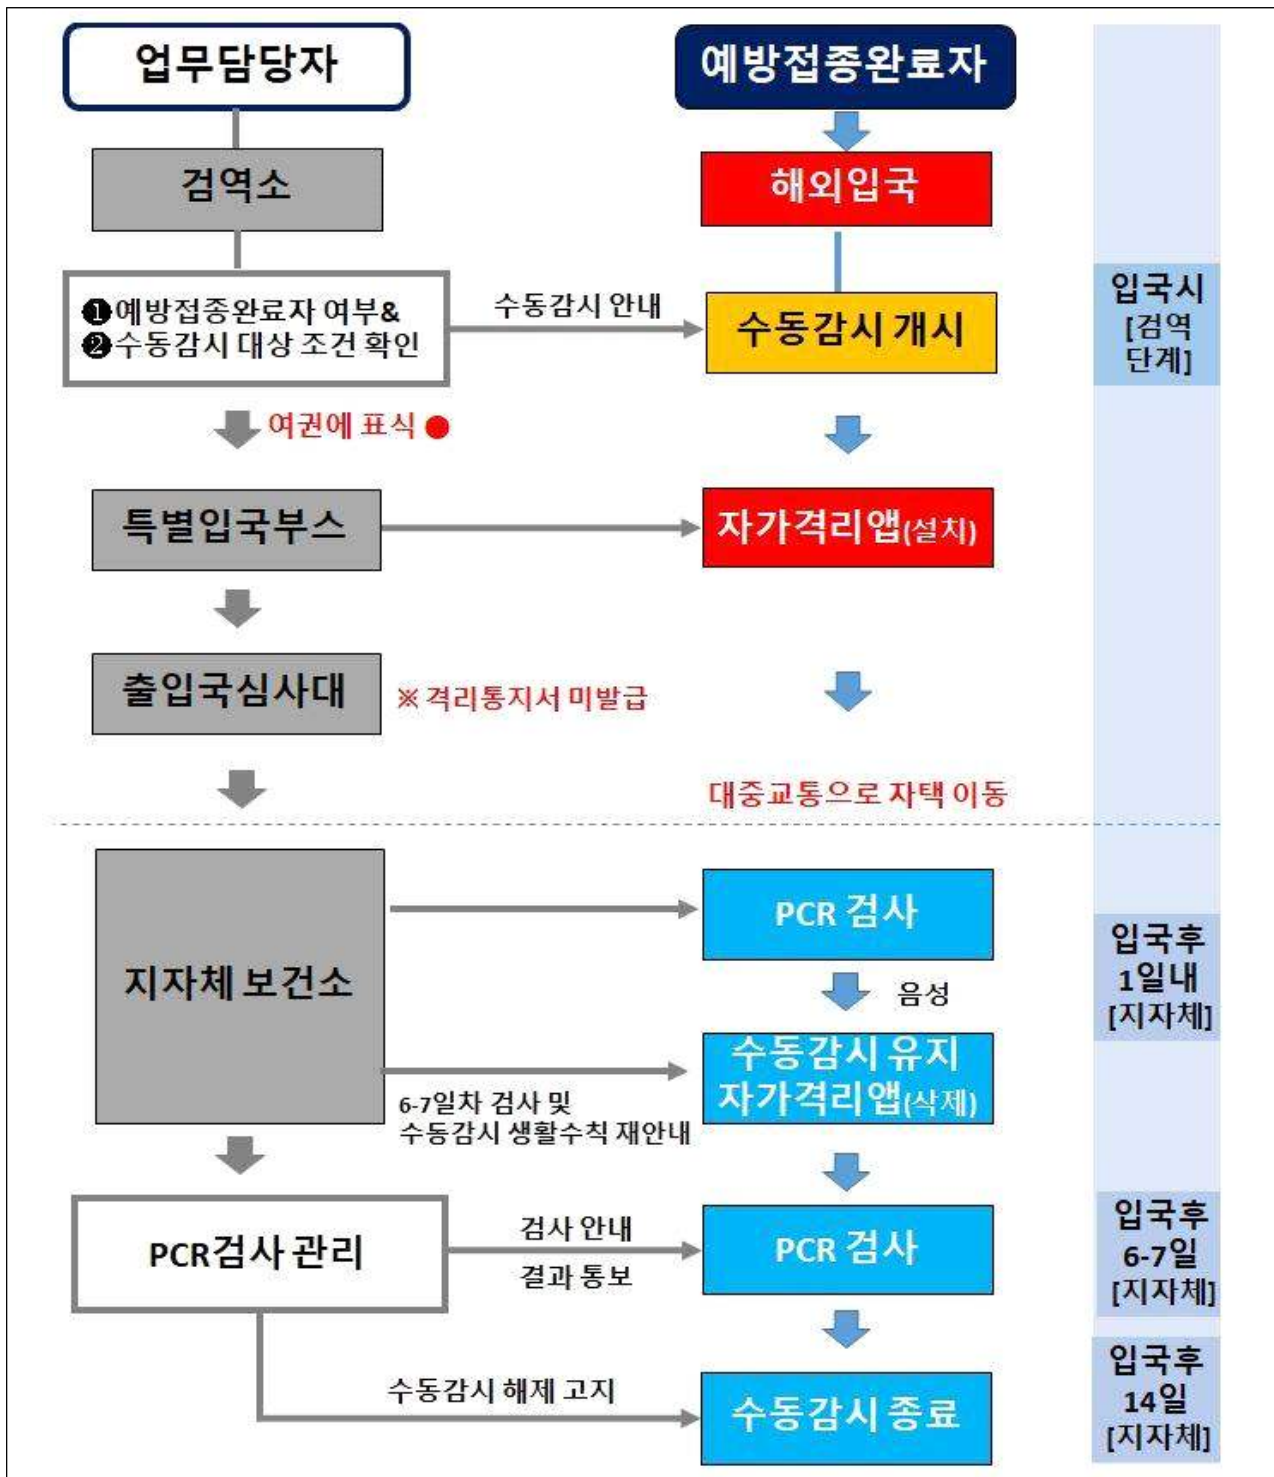 업무담당자
예방접종완료자
검역소
해외입국
❶예방접종완료자 여부&
❷수동감시 대상 조건 확인
수동감시 안내
수동감시 개시
입국시
[검역
단계]
여권에 표식 ●
특별입국부스
자가격리앱(설치)
출입국심사대
※ 격리통지서 미발급
대중교통으로 자택 이동
지자체 보건소
PCR 검사
입국후
1일내
[지자체]
음성
수동감시 유지
자가격리앱(삭제)
6-7일차 검사 및
수동감시 생활수칙 재안내
PCR검사 관리
검사 안내
결과 통보
PCR 검사
입국후
6-7일
[지자체]
수동감시 해제 고지
수동감시 종료
입국후
14일
[지자체]